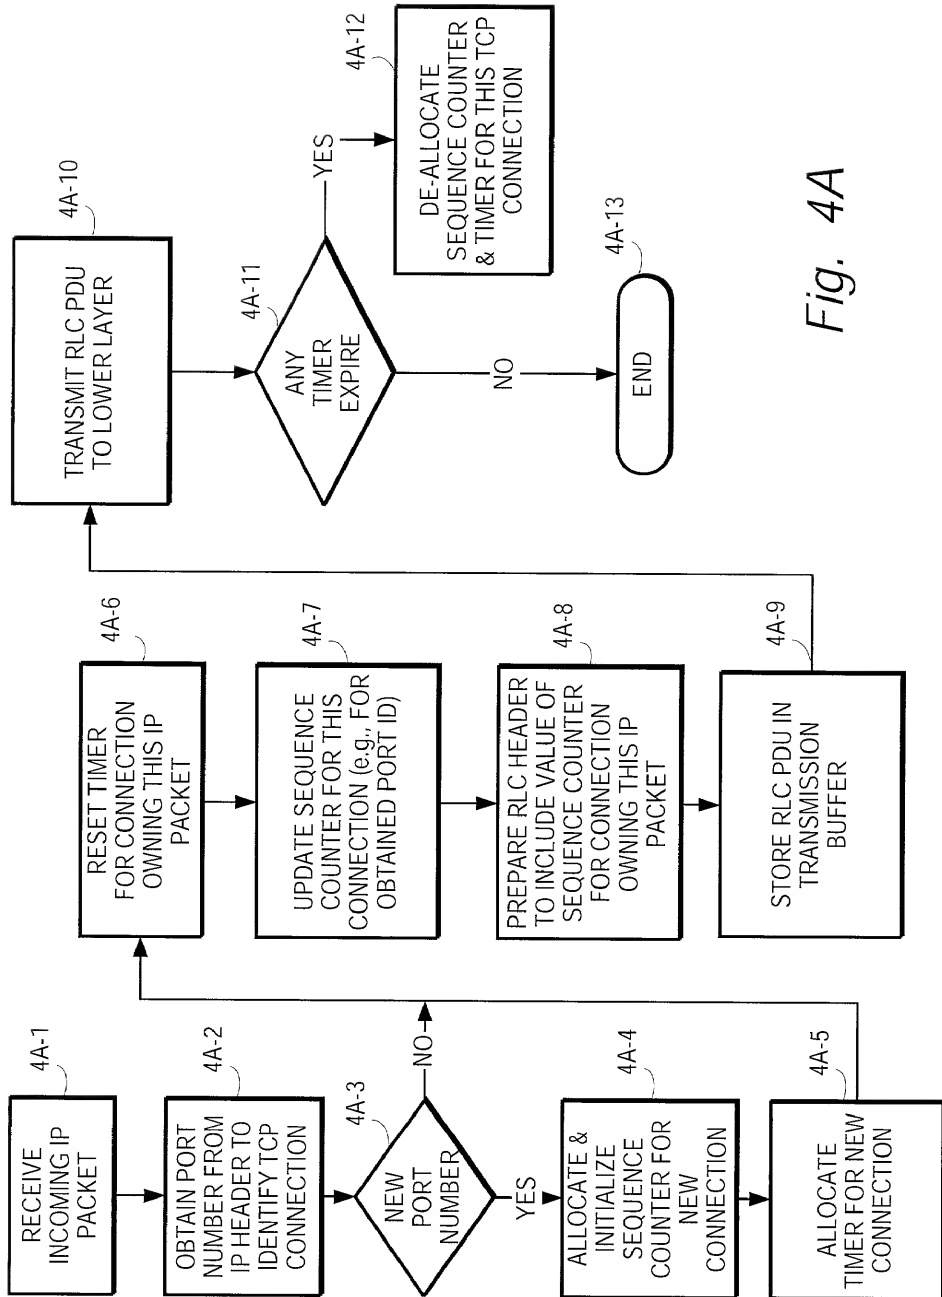 4A-1
RECEIVE
INCOMING IP
PACKET
4A-2
OBTAIN PORT
NUMBER FROM
IP HEADER TO
IDENTIFY TCP
CONNECTION
4A-3
NEW
PORT
NUMBER
NO
YES
4A-4
ALLOCATE &
INITIALIZE
SEQUENCE
COUNTER FOR
NEW
CONNECTION
4A-5
ALLOCATE
TIMER FOR NEW
CONNECTION
4A-6
RESET TIMER
FOR CONNECTION
OWNING THIS IP
PACKET
4A-7
UPDATE SEQUENCE
COUNTER FOR THIS
CONNECTION (e.g., FOR
OBTAINED PORT ID)
4A-8
PREPARE RLC HEADER
TO INCLUDE VALUE OF
SEQUENCE COUNTER
FOR CONNECTION
OWNING THIS IP
PACKET
4A-9
STORE RLC PDU IN
TRANSMISSION
BUFFER
4A-10
TRANSMIT RLC PDU
TO LOWER LAYER
4A-11
ANY
TIMER
EXPIRE
YES
NO
4A-12
DE-ALLOCATE
SEQUENCE COUNTER
& TIMER FOR THIS TCP
CONNECTION
4A-13
END
Fig. 4A